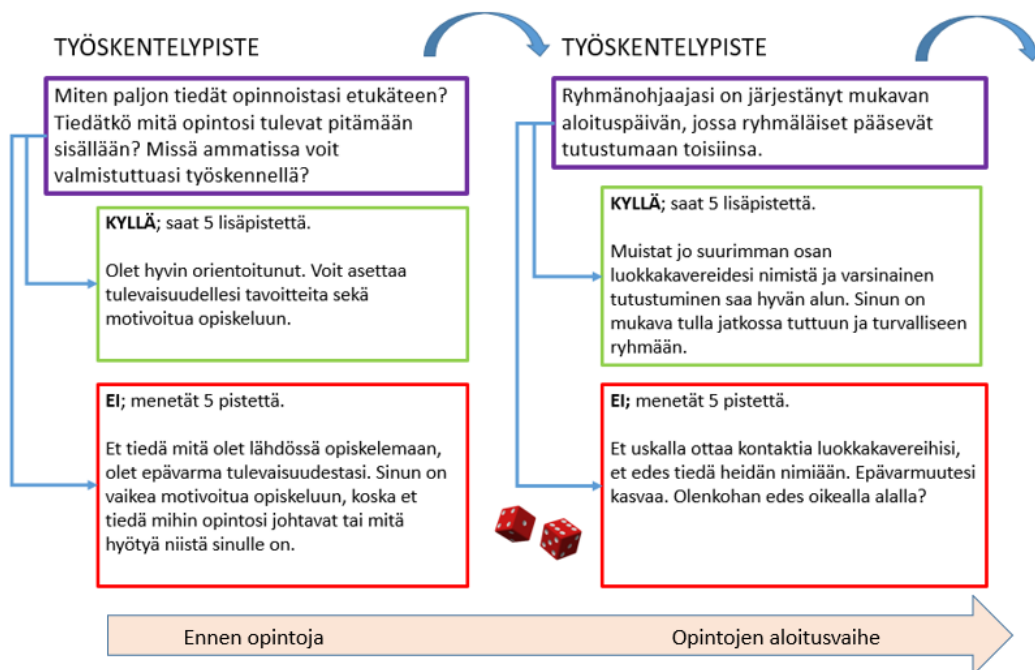 TYÖSKENTELYPISTE
Miten paljon tiedät opinnoistasi etukäteen?
Tiedätkö mitä opintosi tulevat pitämään
sisällään? Missä ammatissa voit
valmistuttuasi työskennellä?
KYLLÄ; saat 5 lisäpistettä.
Olet hyvin orientoitunut. Voit asettaa
tulevaisuudellesi tavoitteita sekä
motivoitua opiskeluun.
EI; menetät 5 pistettä.
Et tiedä mitä olet lähdössä opiskelemaan,
olet epävarma tulevaisuudestasi. Sinun on
vaikea motivoitua opiskeluun, koska et
tiedä mihin opintosi johtavat tai mitä
hyötyä niistä sinulle on.
TYÖSKENTELYPISTE
Ryhmänohjaajasi on järjestänyt mukavan
aloituspäivän, jossa ryhmäläiset pääsevät
tutustumaan toisiinsa.
KYLLÄ; saat 5 lisäpistettä.
Muistat jo suurimman osan
luokkakavereidesi nimistä ja varsinainen
tutustuminen saa hyvän alun. Sinun on
mukava tulla jatkossa tuttuun ja turvalliseen
ryhmään.
EI; menetät 5 pistettä.
Et uskalla ottaa kontaktia luokkakavereihisi,
et edes tiedä heidän nimiään. Epävarmuutesi
kasvaa. Olenkohan edes oikealla alalla?
Ennen opintoja
Opintojen aloitusvaihe